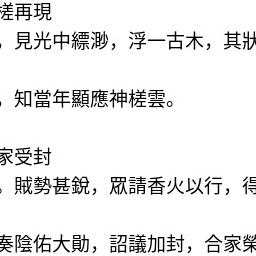 槎再現
，見光中縹渺，浮一古木，其狀
，知當年顯應神槎雲。
家受封
，賊勢甚銳，眾請香火以行，得
奏陰佑大勛，詔議加封，合家榮